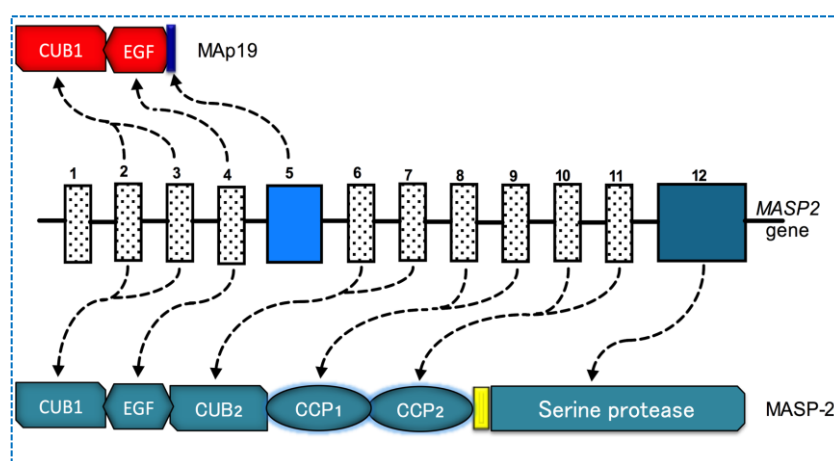 CUB1 EGF MAp19
1 2 3 4 5 6 7 8 9 10 11 12
MASP2
gene
CUB1 EGF CUB2 CCP1 CCP2 Serine protease MASP-2